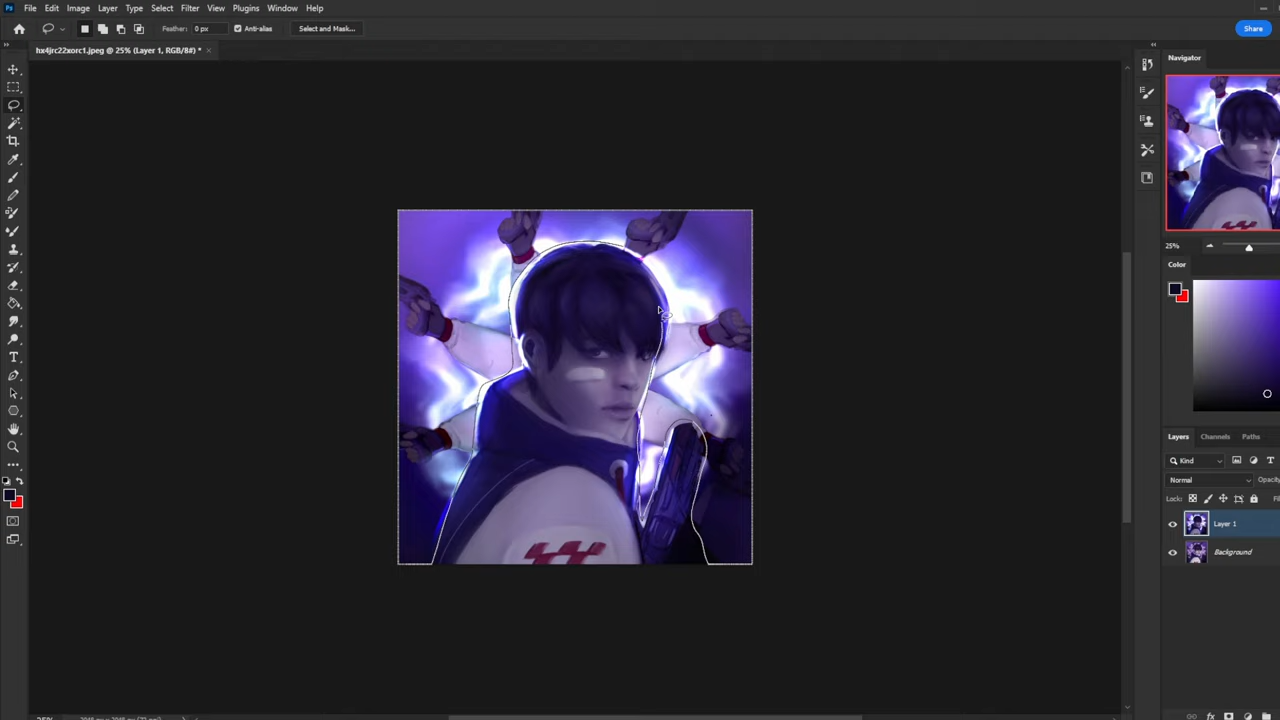 Ps File Edit Image Layer Type Select Filter View Plugins Window Help
Feather: 0 px Anti-alias Select and Mask... Share
hx4jrc22xorc1.jpeg @ 25% (Layer 1, RGB/8#) * ×
Navigator
25%
Color
Layers Channels Paths
Kind
Normal Opacity
Lock:
Layer 1
Background